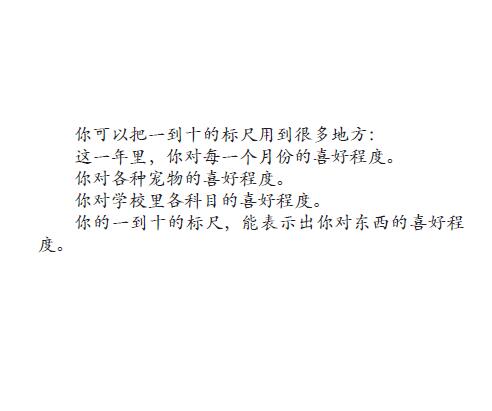 你可以把一到十的标尺用到很多地方：
这一年里，你对每一个月份的喜好程度。
你对各种宠物的喜好程度。
你对学校里各科目的喜好程度。
你的一到十的标尺，能表示出你对东西的喜好程
度。